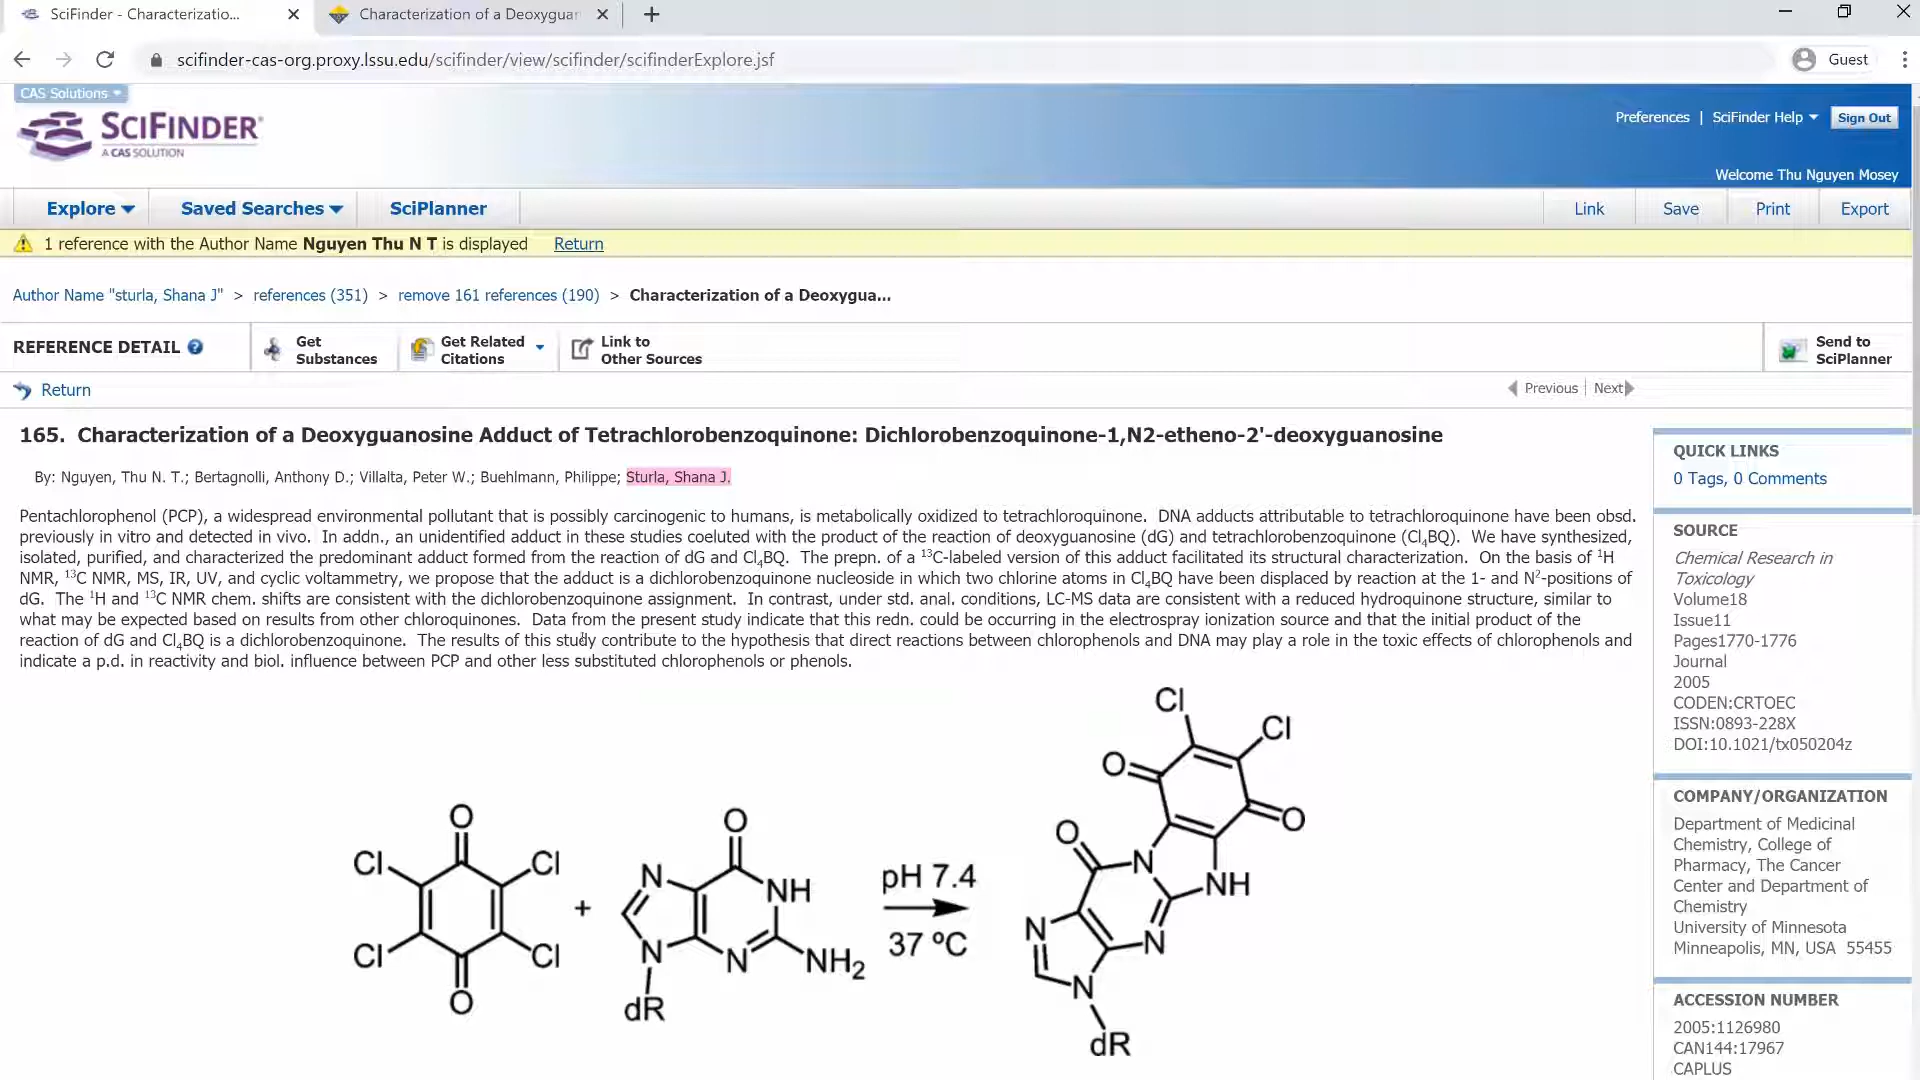 SciFinder - Characterizatio...
Characterization of a Deoxyguan
scifinder-cas-org.proxy.lssu.edu/scifinder/view/scifinder/scifinderExplore.jsf
Guest
CAS Solutions
SCIFINDER®
A CAS SOLUTION
Preferences | SciFinder Help
Sign Out
Welcome Thu Nguyen Mosey
Explore
Saved Searches
SciPlanner
Link
Save
Print
Export
1 reference with the Author Name Nguyen Thu N T is displayed Return
Author Name "sturla, Shana J" > references (351) > remove 161 references (190) > Characterization of a Deoxygua...
REFERENCE DETAIL
Get
Substances
Get Related
Citations
Link to
Other Sources
Send to
SciPlanner
Return
Previous
Next
165. Characterization of a Deoxyguanosine Adduct of Tetrachlorobenzoquinone: Dichlorobenzoquinone-1,N2-etheno-2'-deoxyguanosine
By: Nguyen, Thu N. T.; Bertagnolli, Anthony D.; Villalta, Peter W.; Buehlmann, Philippe; Sturla, Shana J.
Pentachlorophenol (PCP), a widespread environmental pollutant that is possibly carcinogenic to humans, is metabolically oxidized to tetrachloroquinone. DNA adducts attributable to tetrachloroquinone have been obsd.
previously in vitro and detected in vivo. In addn., an unidentified adduct in these studies coeluted with the product of the reaction of deoxyguanosine (dG) and tetrachlorobenzoquinone (Cl₄BQ). We have synthesized,
isolated, purified, and characterized the predominant adduct formed from the reaction of dG and Cl₄BQ. The prepn. of a ¹³C-labeled version of this adduct facilitated its structural characterization. On the basis of ¹H
NMR, ¹³C NMR, MS, IR, UV, and cyclic voltammetry, we propose that the adduct is a dichlorobenzoquinone nucleoside in which two chlorine atoms in Cl₄BQ have been displaced by reaction at the 1- and N²-positions of
dG. The ¹H and ¹³C NMR chem. shifts are consistent with the dichlorobenzoquinone assignment. In contrast, under std. anal. conditions, LC-MS data are consistent with a reduced hydroquinone structure, similar to
what may be expected based on results from other chloroquinones. Data from the present study indicate that this redn. could be occurring in the electrospray ionization source and that the initial product of the
reaction of dG and Cl₄BQ is a dichlorobenzoquinone. The results of this study contribute to the hypothesis that direct reactions between chlorophenols and DNA may play a role in the toxic effects of chlorophenols and
indicate a p.d. in reactivity and biol. influence between PCP and other less substituted chlorophenols or phenols.
QUICK LINKS
0 Tags, 0 Comments
SOURCE
Chemical Research in
Toxicology
Volume18
Issue11
Pages1770-1776
Journal
2005
CODEN:CRTOEC
ISSN:0893-228X
DOI:10.1021/tx050204z
COMPANY/ORGANIZATION
Department of Medicinal
Chemistry, College of
Pharmacy, The Cancer
Center and Department of
Chemistry
University of Minnesota
Minneapolis, MN, USA 55455
ACCESSION NUMBER
2005:1126980
CAN144:17967
CAPLUS
O
Cl Cl
Cl Cl
O
+
O
N NH
N N NH₂
dR
pH 7.4
37 ºC
Cl
Cl
O
O
O
N
NH
N N
N
dR